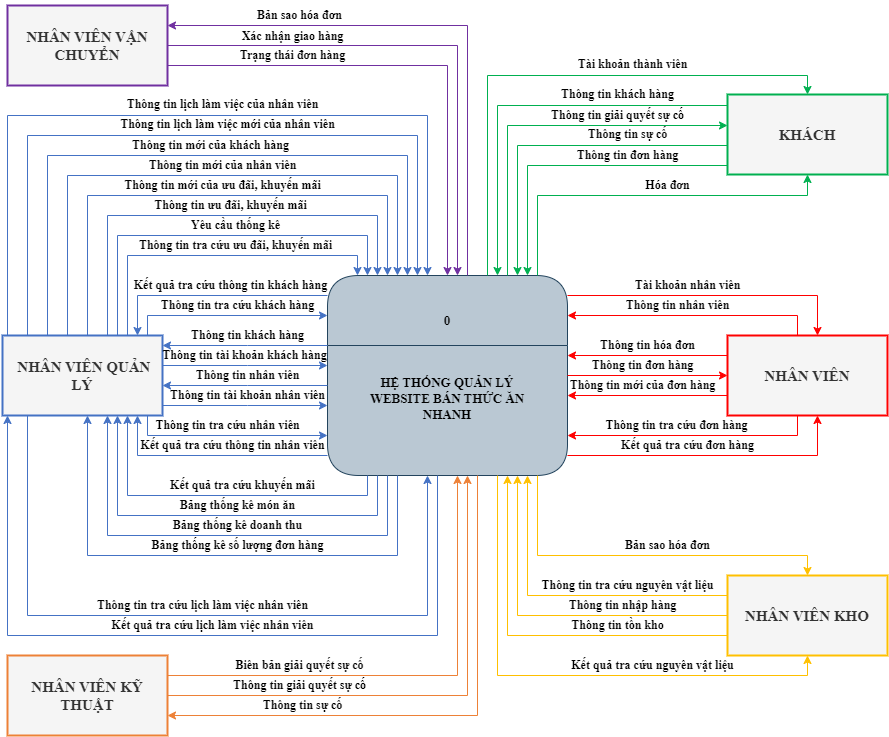 NHÂN VIÊN VẬN
CHUYỂN
Bản sao hóa đơn
Xác nhận giao hàng
Trạng thái đơn hàng
Tài khoản thành viên
Thông tin khách hàng
Thông tin giải quyết sự cố
Thông tin sự cố
Thông tin đơn hàng
Hóa đơn
KHÁCH
Thông tin lịch làm việc của nhân viên
Thông tin lịch làm việc mới của nhân viên
Thông tin mới của khách hàng
Thông tin mới của nhân viên
Thông tin mới của ưu đãi, khuyến mãi
Thông tin ưu đãi, khuyến mãi
Yêu cầu thống kê
Thông tin tra cứu ưu đãi, khuyến mãi
Kết quả tra cứu thông tin khách hàng
Thông tin tra cứu khách hàng
Thông tin khách hàng
Thông tin tài khoản khách hàng
Thông tin nhân viên
Thông tin tài khoản nhân viên
Thông tin tra cứu nhân viên
Kết quả tra cứu thông tin nhân viên
NHÂN VIÊN QUẢN
LÝ
0
HỆ THỐNG QUẢN LÝ
WEBSITE BÁN THỨC ĂN
NHANH
Tài khoản nhân viên
Thông tin nhân viên
Thông tin hóa đơn
Thông tin đơn hàng
Thông tin mới của đơn hàng
Thông tin tra cứu đơn hàng
Kết quả tra cứu đơn hàng
NHÂN VIÊN
Kết quả tra cứu khuyến mãi
Bảng thống kê món ăn
Bảng thống kê doanh thu
Bảng thống kê số lượng đơn hàng
Thông tin tra cứu lịch làm việc nhân viên
Kết quả tra cứu lịch làm việc nhân viên
Bản sao hóa đơn
Thông tin tra cứu nguyên vật liệu
Thông tin nhập hàng
Thông tin tồn kho
Kết quả tra cứu nguyên vật liệu
NHÂN VIÊN KHO
NHÂN VIÊN KỸ
THUẬT
Biên bản giải quyết sự cố
Thông tin giải quyết sự cố
Thông tin sự cố